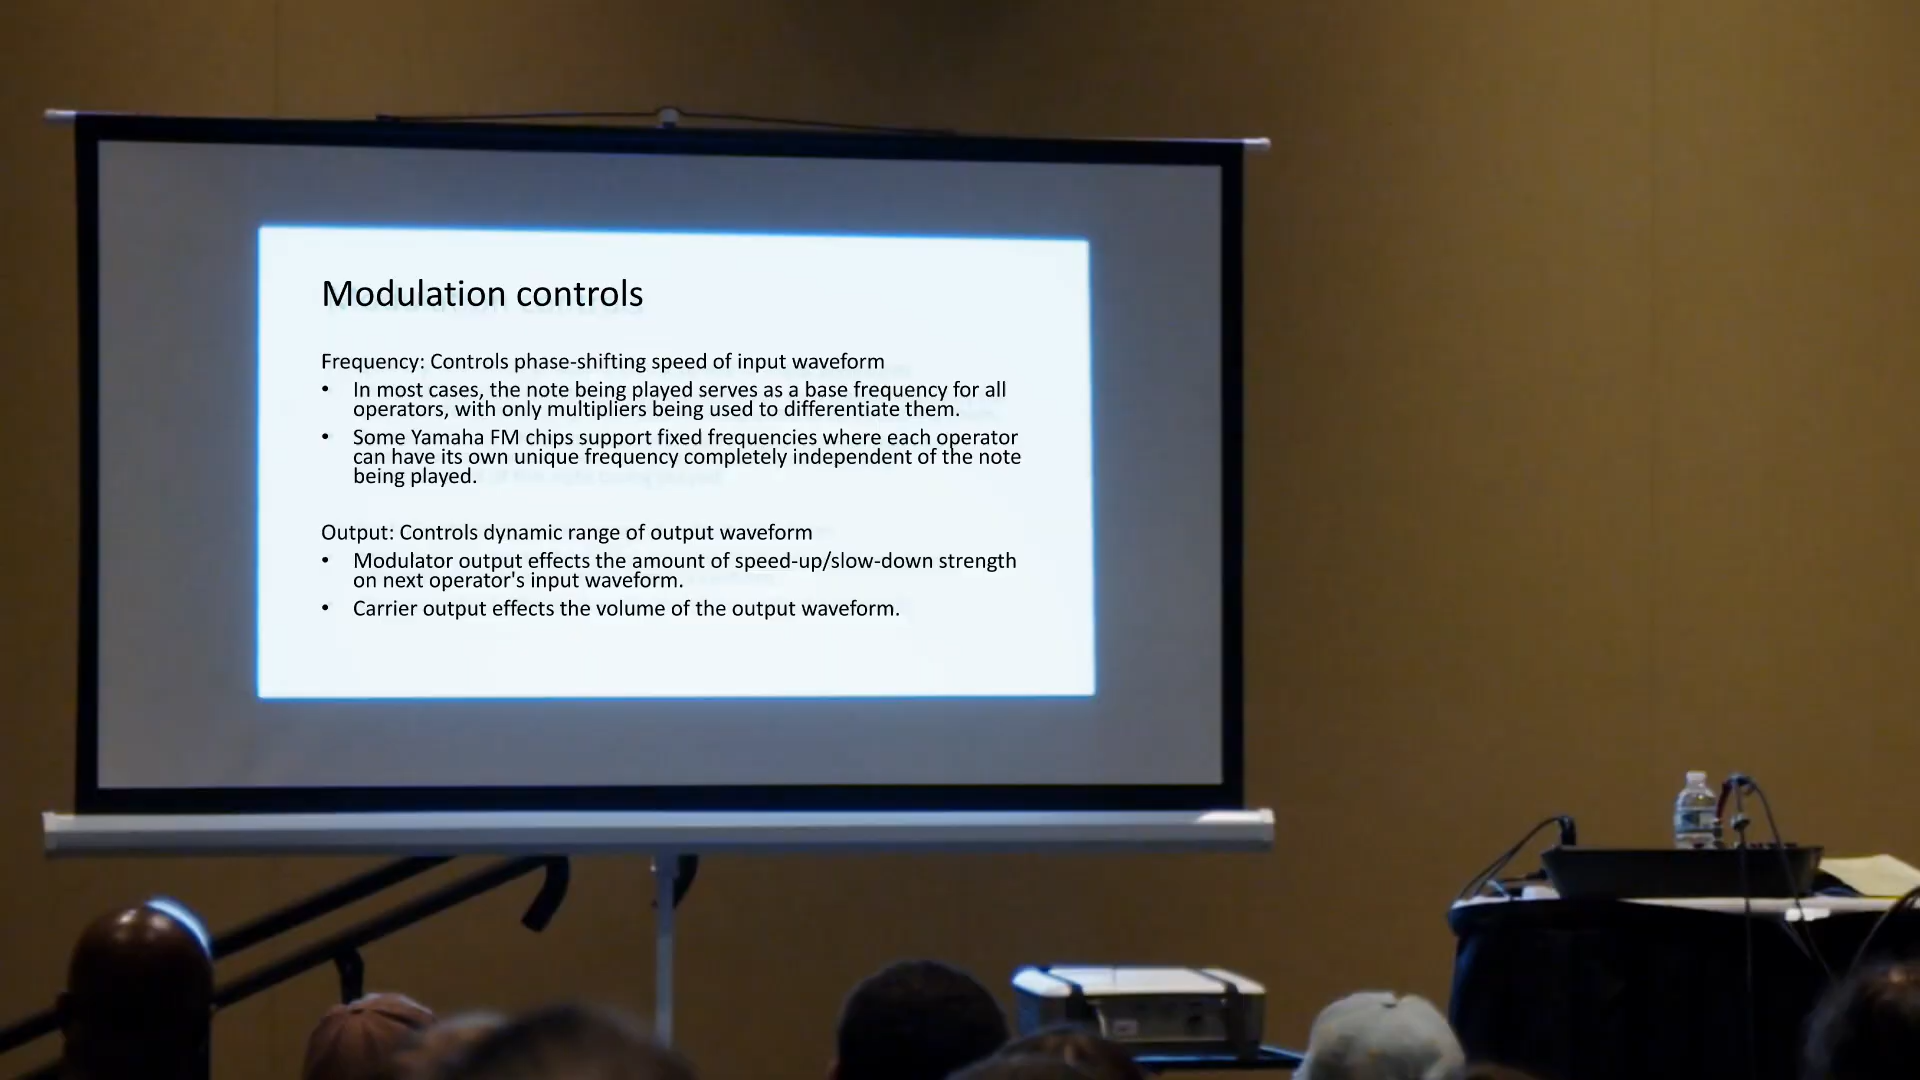 Modulation controls
Frequency: Controls phase-shifting speed of input waveform
• In most cases, the note being played serves as a base frequency for all
operators, with only multipliers being used to differentiate them.
• Some Yamaha FM chips support fixed frequencies where each operator
can have its own unique frequency completely independent of the note
being played.
Output: Controls dynamic range of output waveform
• Modulator output effects the amount of speed-up/slow-down strength
on next operator's input waveform.
• Carrier output effects the volume of the output waveform.